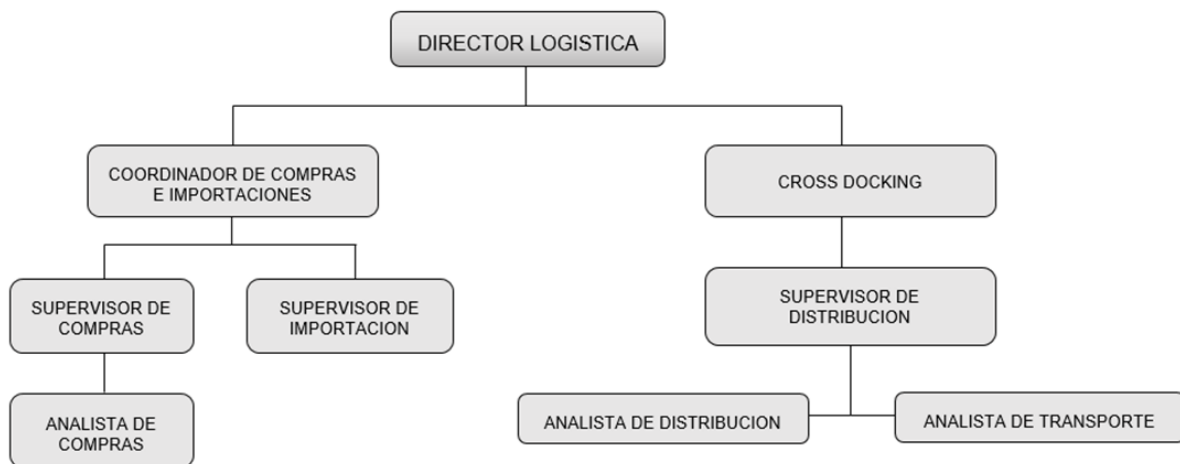 DIRECTOR LOGISTICA
COORDINADOR DE COMPRAS
E IMPORTACIONES
CROSS DOCKING
SUPERVISOR DE
COMPRAS
SUPERVISOR DE
IMPORTACION
SUPERVISOR DE
DISTRIBUCION
ANALISTA DE
COMPRAS
ANALISTA DE DISTRIBUCION
ANALISTA DE TRANSPORTE